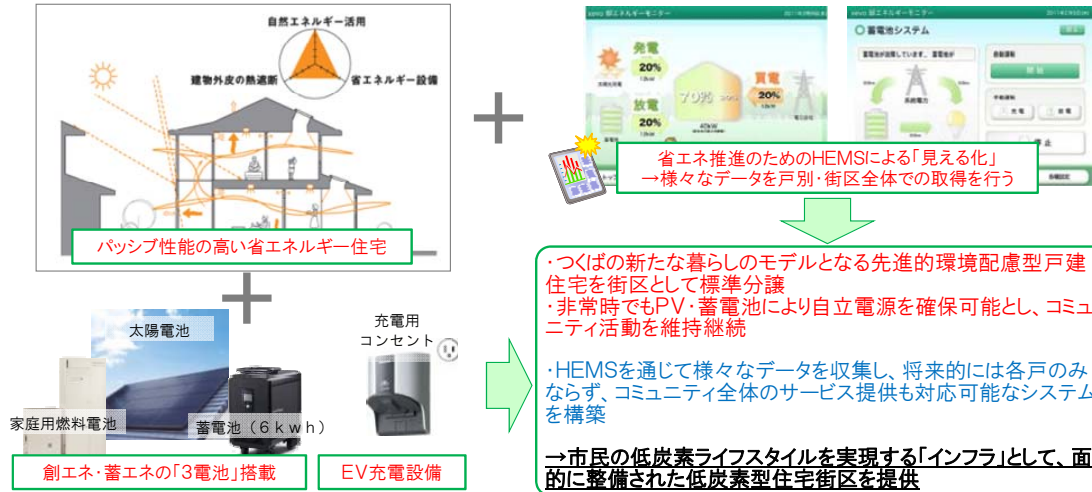 自然エネルギー活用
建物外皮の熱遮断
省エネルギー設備
パッシブ性能の高い省エネルギー住宅
発電
20%
放電
20%
70%
買電
20%
蓄電池システム
系統電力
自動運転
開始
充電
放電
省エネ推進のためのHEMSによる「見える化」
→様々なデータを戸別・街区全体での取得を行う
太陽電池
家庭用燃料電池
蓄電池(6kwh)
創エネ・蓄エネの「3電池」搭載
充電用
コンセント
EV充電設備
・つくばの新たな暮らしのモデルとなる先進的環境配慮型戸建
住宅を街区として標準分譲
・非常時でもPV・蓄電池により自立電源を確保可能とし、コミュ
ニティ活動を維持継続
・HEMSを通じて様々なデータを収集し、将来的には各戸のみ
ならず、コミュニティ全体のサービス提供も対応可能なシステム
を構築
→市民の低炭素ライフスタイルを実現する「インフラ」として、面
的に整備された低炭素型住宅街区を提供